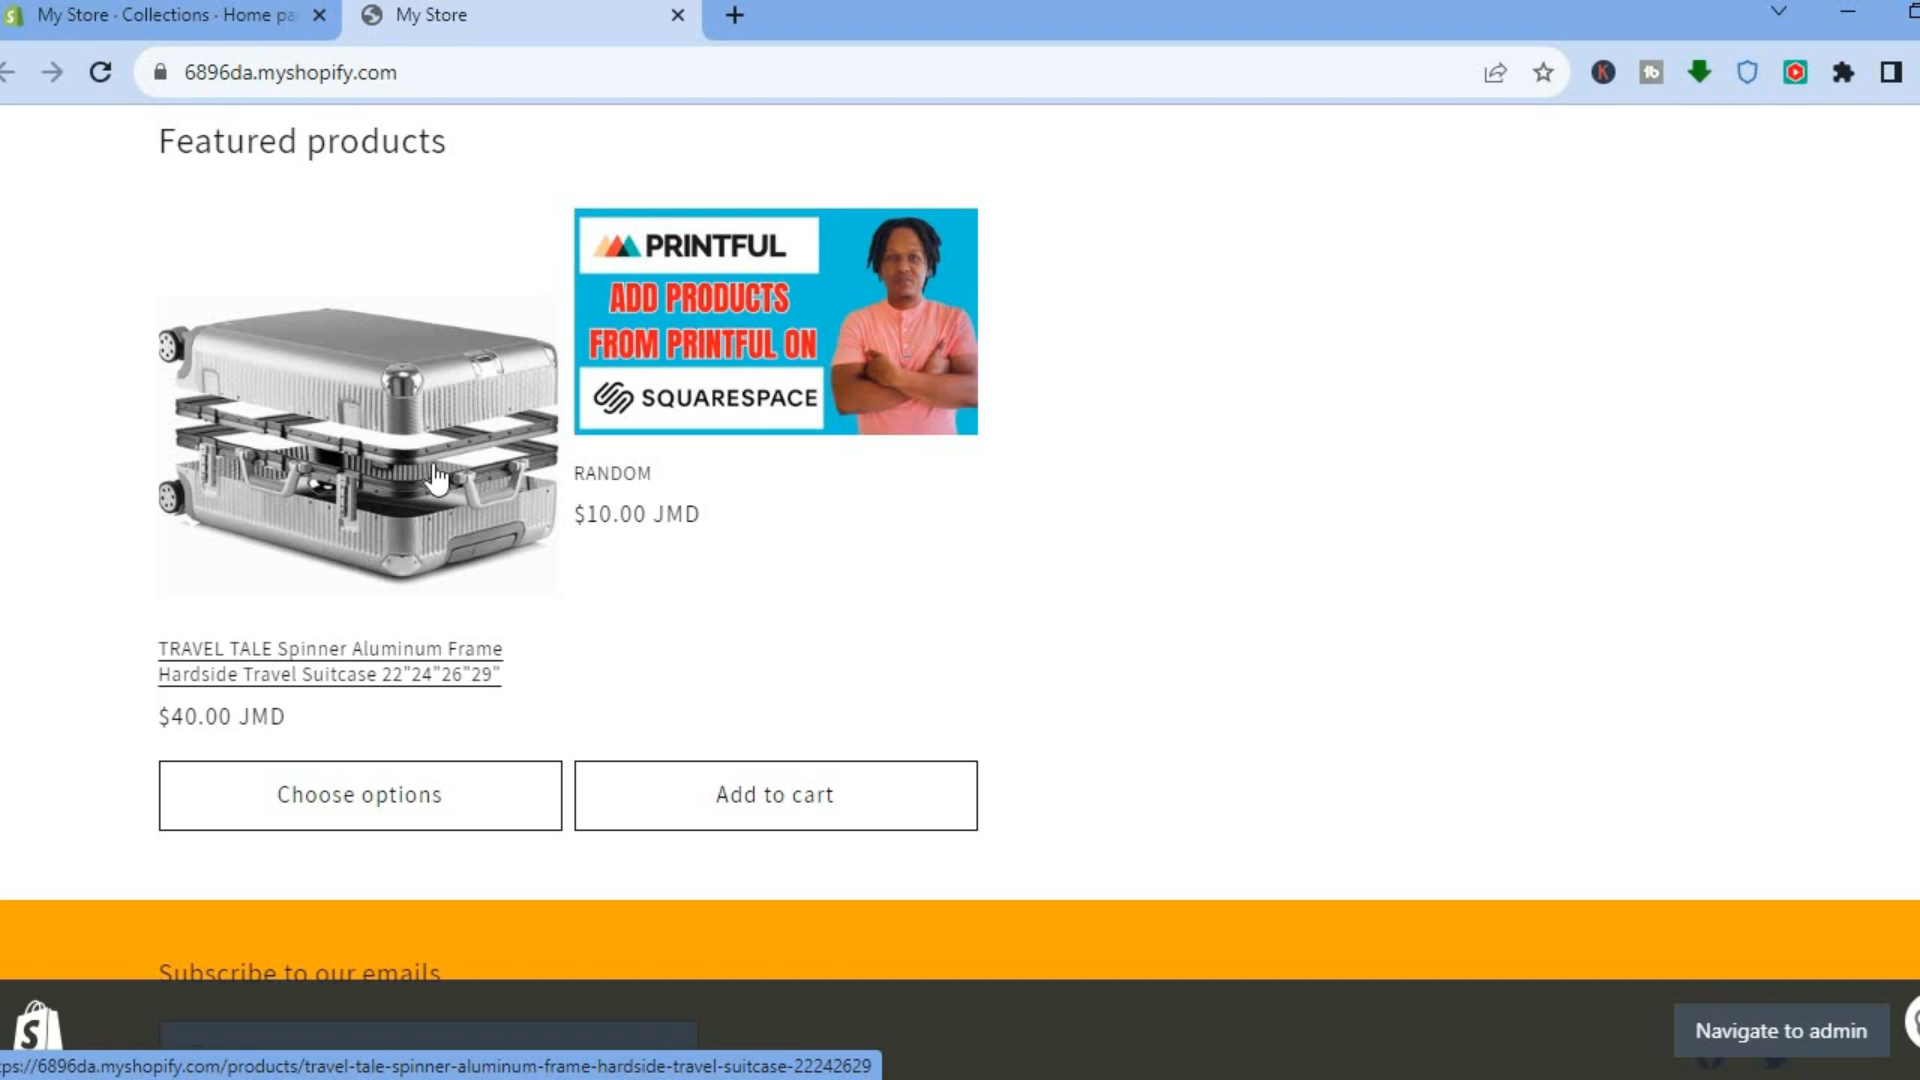 My Store · Collections · Home pa
My Store
6896da.myshopify.com
Featured products
PRINTFUL
ADD PRODUCTS
FROM PRINTFUL ON
SQUARESPACE
RANDOM
$10.00 JMD
TRAVEL TALE Spinner Aluminum Frame
Hardside Travel Suitcase 22"24"26"29"
$40.00 JMD
Choose options
Add to cart
Subscribe to our emails
Navigate to admin
ps://6896da.myshopify.com/products/travel-tale-spinner-aluminum-frame-hardside-travel-suitcase-22242629